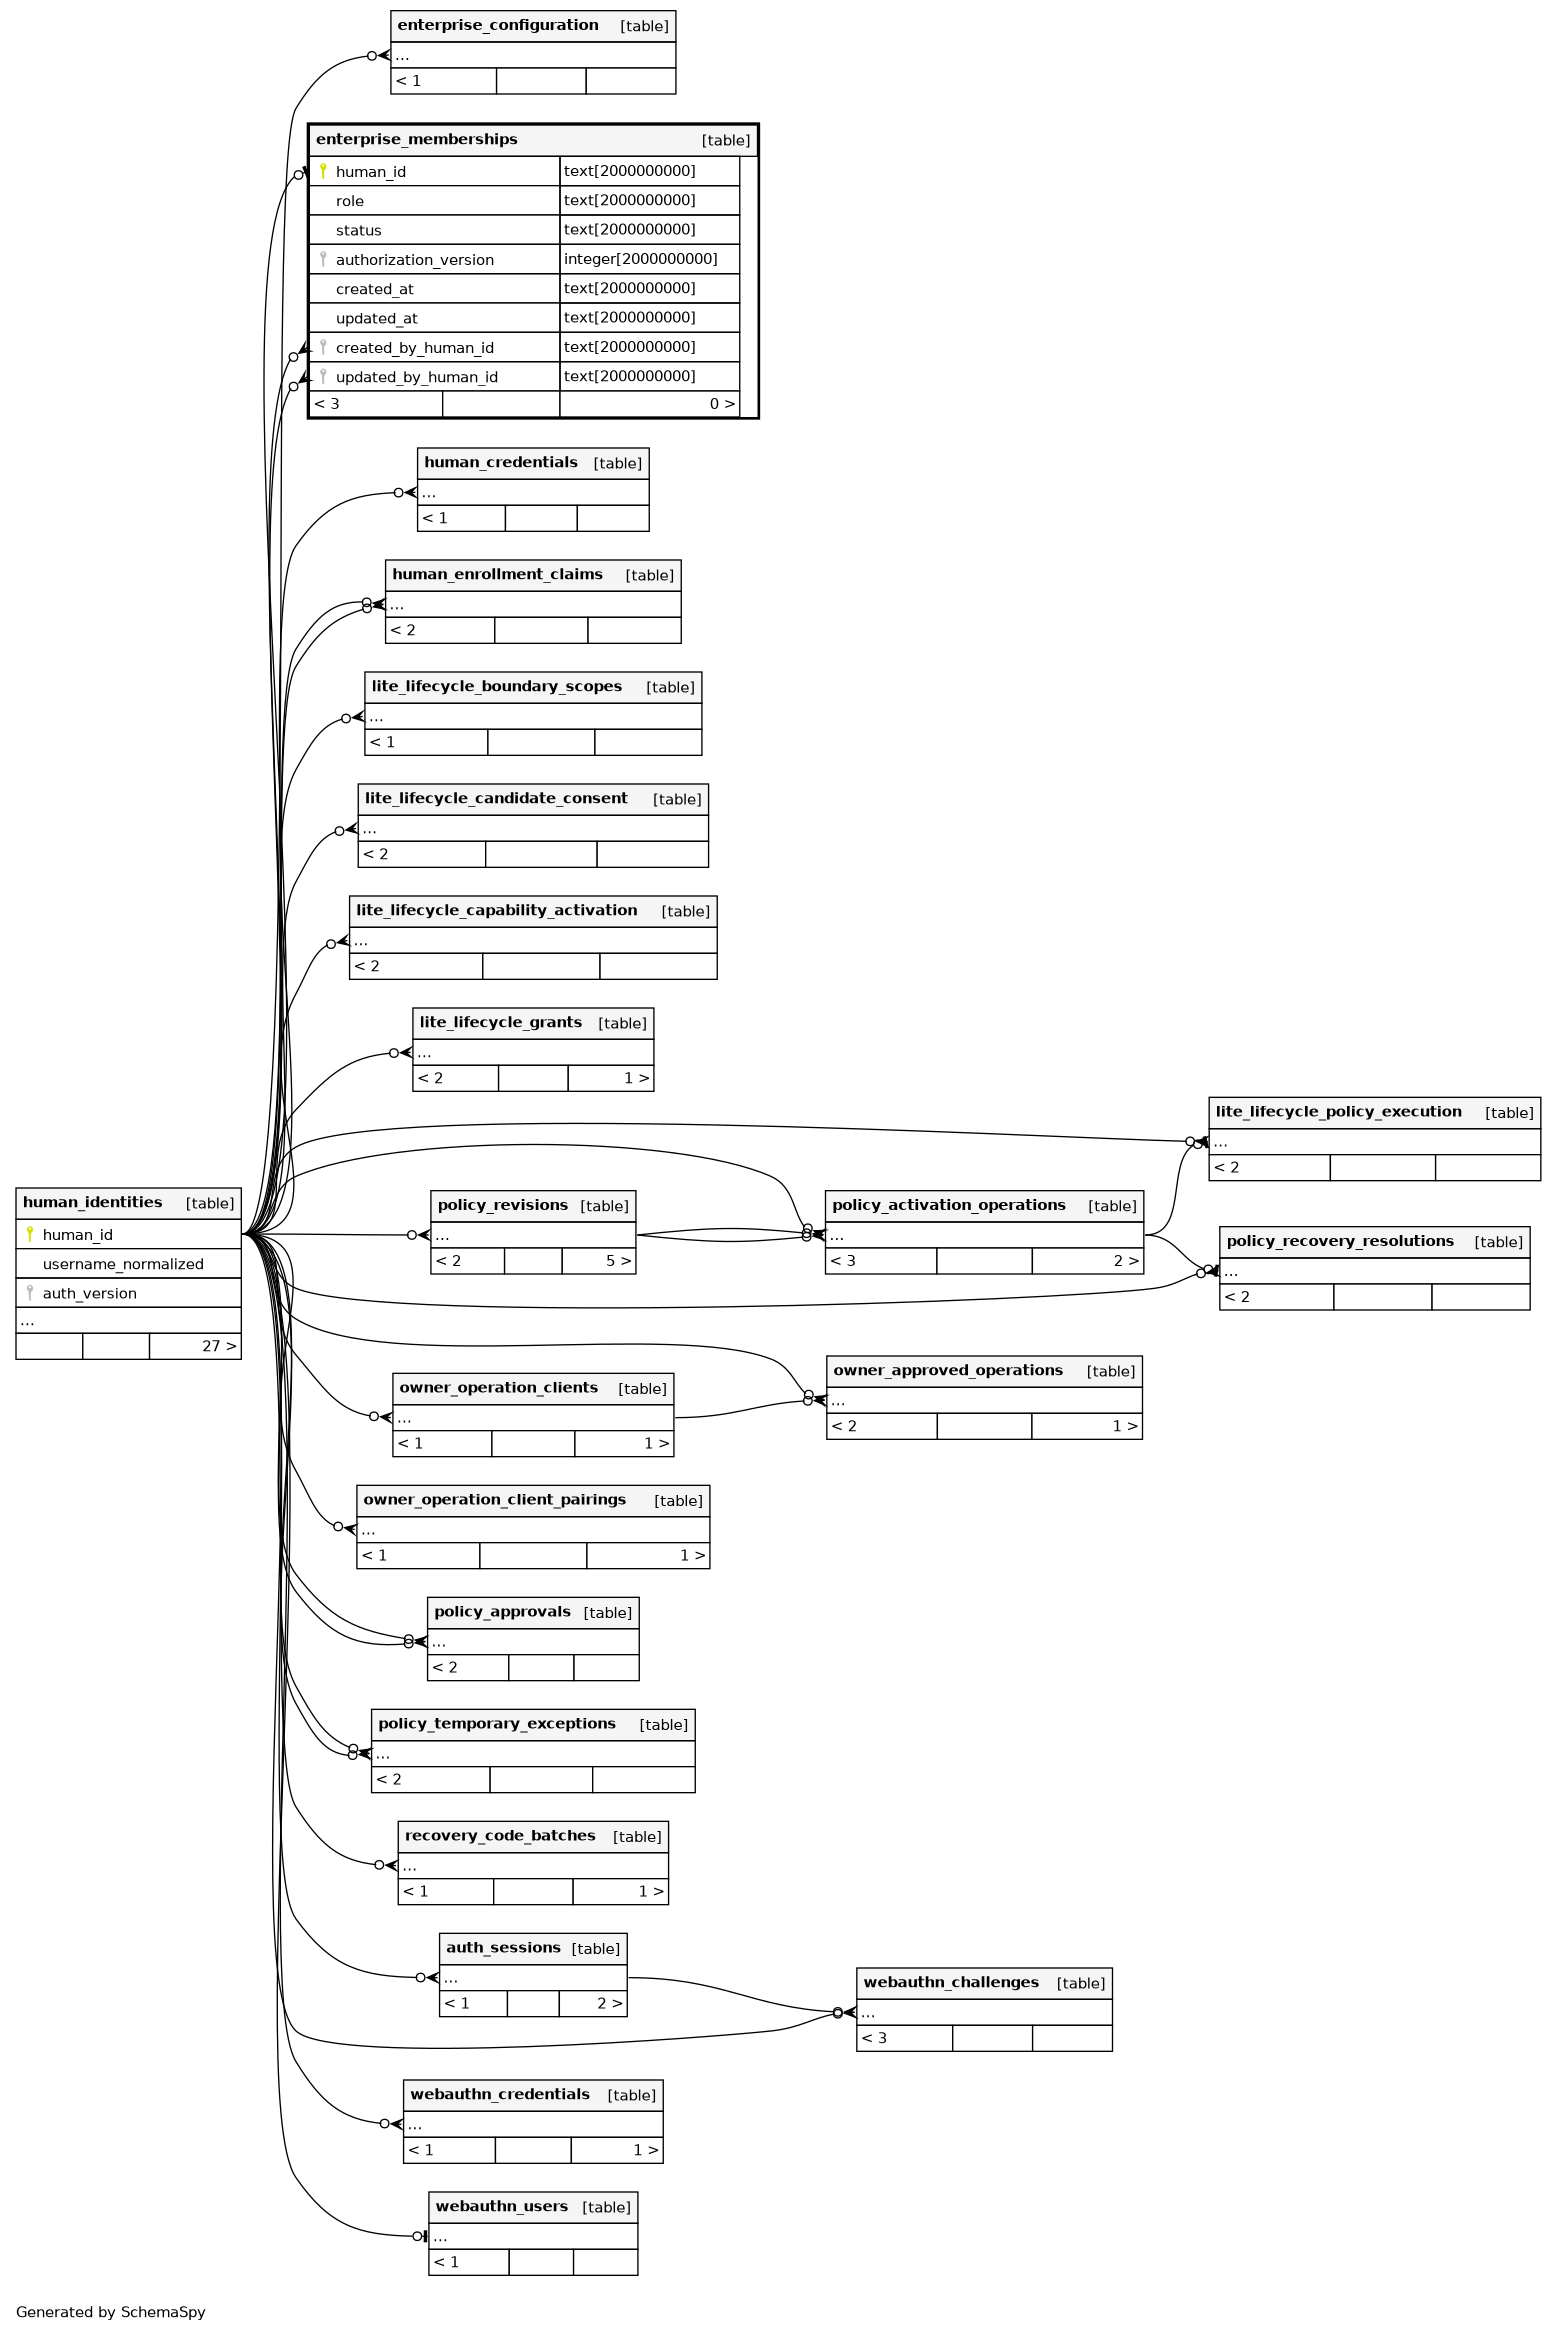 enterprise_configuration [table]
...
< 1
enterprise_memberships [table]
human_id text[2000000000]
role text[2000000000]
status text[2000000000]
authorization_version integer[2000000000]
created_at text[2000000000]
updated_at text[2000000000]
created_by_human_id text[2000000000]
updated_by_human_id text[2000000000]
< 3 0 >
human_credentials [table]
...
< 1
human_enrollment_claims [table]
...
< 2
lite_lifecycle_boundary_scopes [table]
...
< 1
lite_lifecycle_candidate_consent [table]
...
< 2
lite_lifecycle_capability_activation [table]
...
< 2
lite_lifecycle_grants [table]
...
< 2 1 >
lite_lifecycle_policy_execution [table]
...
< 2
human_identities [table]
human_id
username_normalized
auth_version
...
27 >
policy_revisions [table]
...
< 2 5 >
policy_activation_operations [table]
...
< 3 2 >
policy_recovery_resolutions [table]
...
< 2
owner_approved_operations [table]
...
< 2 1 >
owner_operation_clients [table]
...
< 1 1 >
owner_operation_client_pairings [table]
...
< 1 1 >
policy_approvals [table]
...
< 2
policy_temporary_exceptions [table]
...
< 2
recovery_code_batches [table]
...
< 1 1 >
auth_sessions [table]
...
< 1 2 >
webauthn_challenges [table]
...
< 3
webauthn_credentials [table]
...
< 1 1 >
webauthn_users [table]
...
< 1
Generated by SchemaSpy